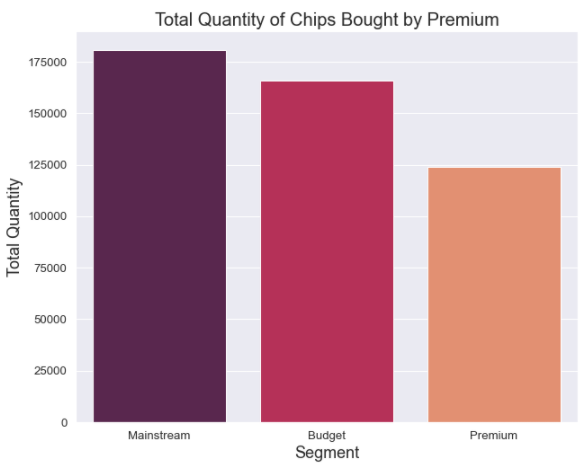 Total Quantity of Chips Bought by Premium
Total Quantity
175000
150000
125000
100000
75000
50000
25000
0
Mainstream Budget Premium
Segment